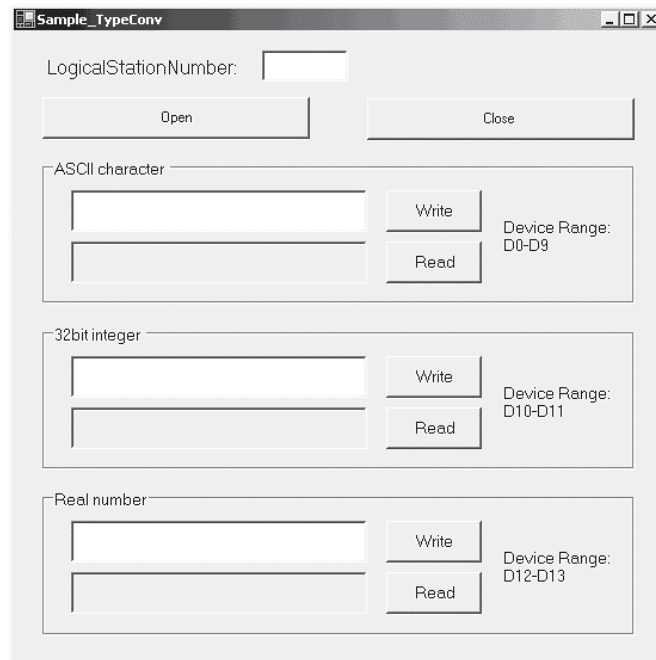 Sample_TypeConv
LogicalStationNumber:
Open
Close
ASCII character
Write
Device Range:
D0-D9
Read
32bit integer
Write
Device Range:
D10-D11
Read
Real number
Write
Device Range:
D12-D13
Read